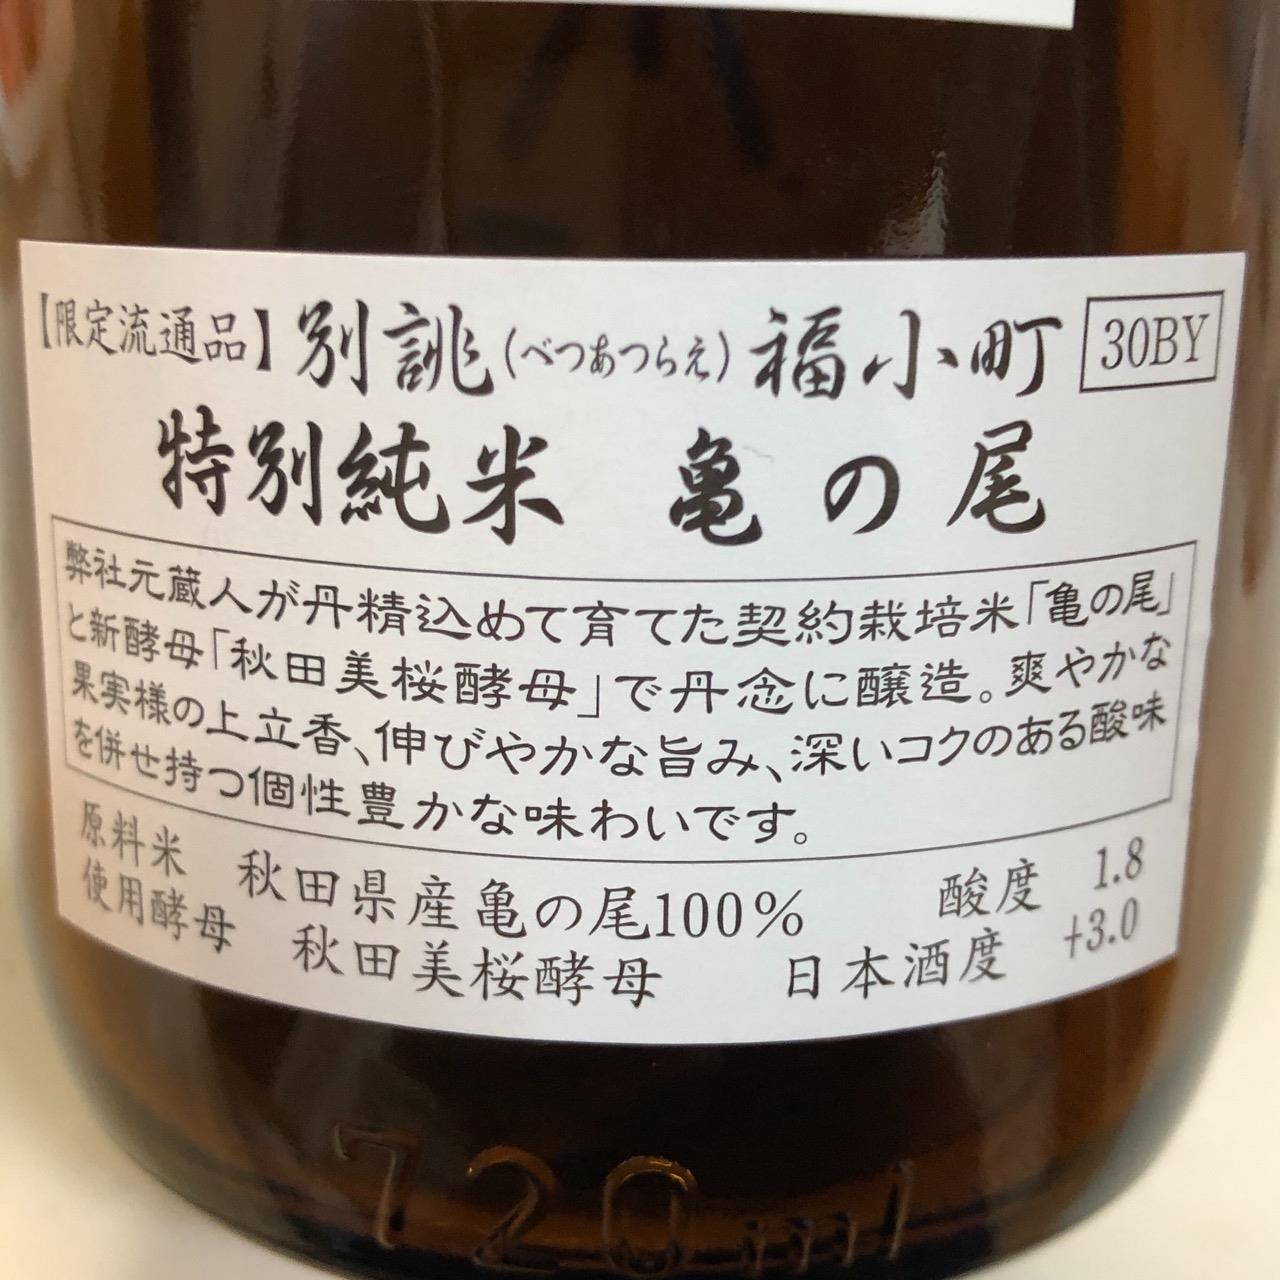 【限定流通品】別誂(べつあつらえ)福小町 30BY
特別純米 亀の尾
弊社元蔵人が丹精込めて育てた契約栽培米「亀の尾」
と新酵母「秋田美桜酵母」で丹念に醸造。爽やかな
果実様の上立香、伸びやかな旨み、深いコクのある酸味
を併せ持つ個性豊かな味わいです。
原料米 秋田県産亀の尾100% 酸度 1.8
使用酵母 秋田美桜酵母 日本酒度 +3.0
720ml